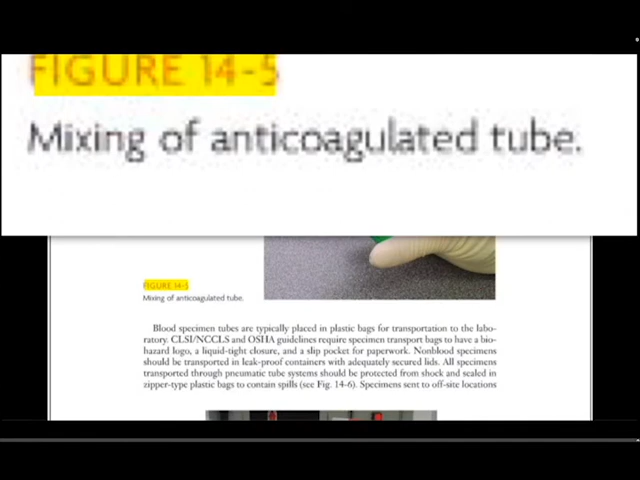 FIGURE 14-5
Mixing of anticoagulated tube.
FIGURE 14-5
Mixing of anticoagulated tube.
Blood specimen tubes are typically placed in plastic bags for transportation to the labo-
ratory. CLSI/NCCLS and OSHA guidelines require specimen transport bags to have a bio-
hazard logo, a liquid-tight closure, and a slip pocket for paperwork. Nonblood specimens
should be transported in leak-proof containers with adequately secured lids. All specimens
transported through pneumatic tube systems should be protected from shock and sealed in
zipper-type plastic bags to contain spills (see Fig. 14-6). Specimens sent to off-site locations